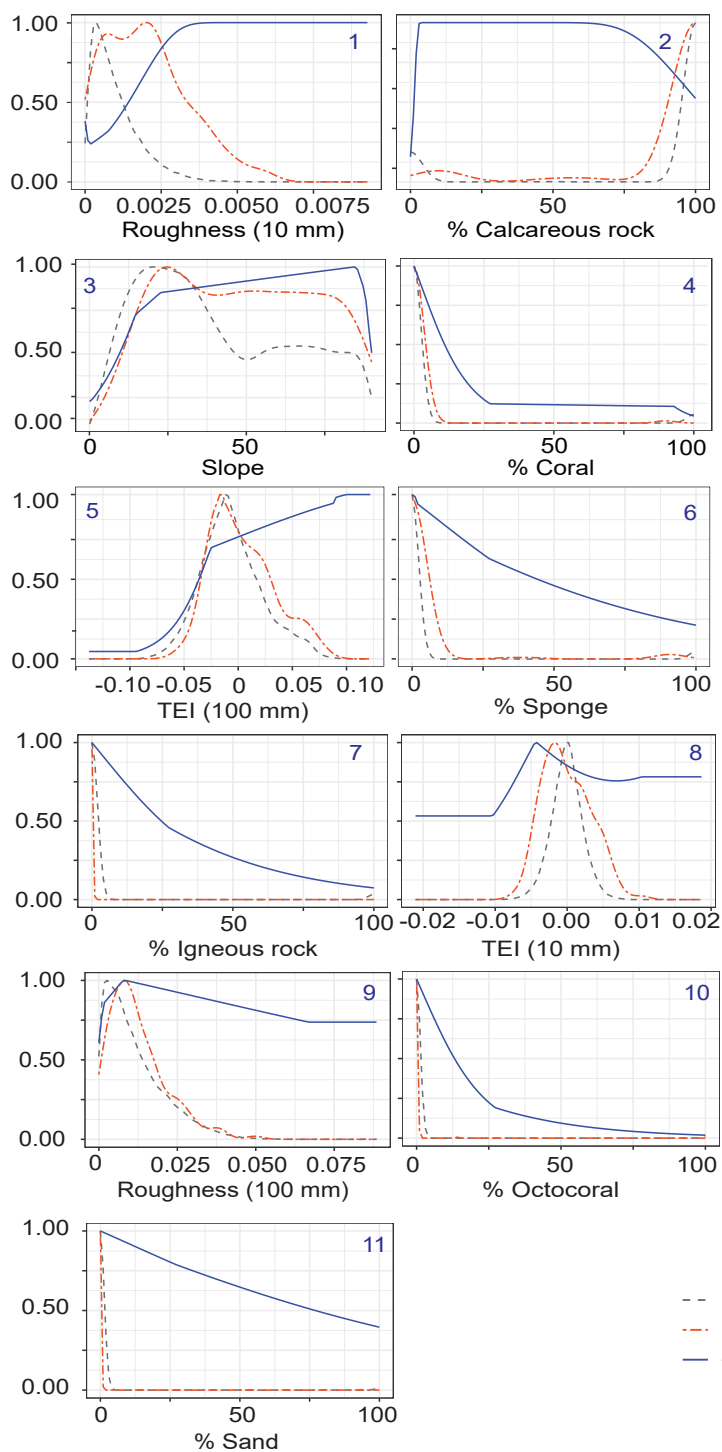 1.00
0.50
0.00
1
0 0.0025 0.0050 0.0075
Roughness (10 mm)
2
0 50 100
% Calcareous rock
1.00
0.50
0.00
3
0 50
Slope
4
0 50 100
% Coral
1.00
0.50
0.00
5
-0.10 -0.05 0 0.05 0.10
TEI (100 mm)
6
0 50 100
% Sponge
1.00
0.50
0.00
7
0 50 100
% Igneous rock
8
-0.02 -0.01 0.00 0.01 0.02
TEI (10 mm)
1.00
0.50
0.00
9
0 0.025 0.050 0.075
Roughness (100 mm)
10
0 50 100
% Octocoral
1.00
0.50
0.00
11
0 50 100
% Sand